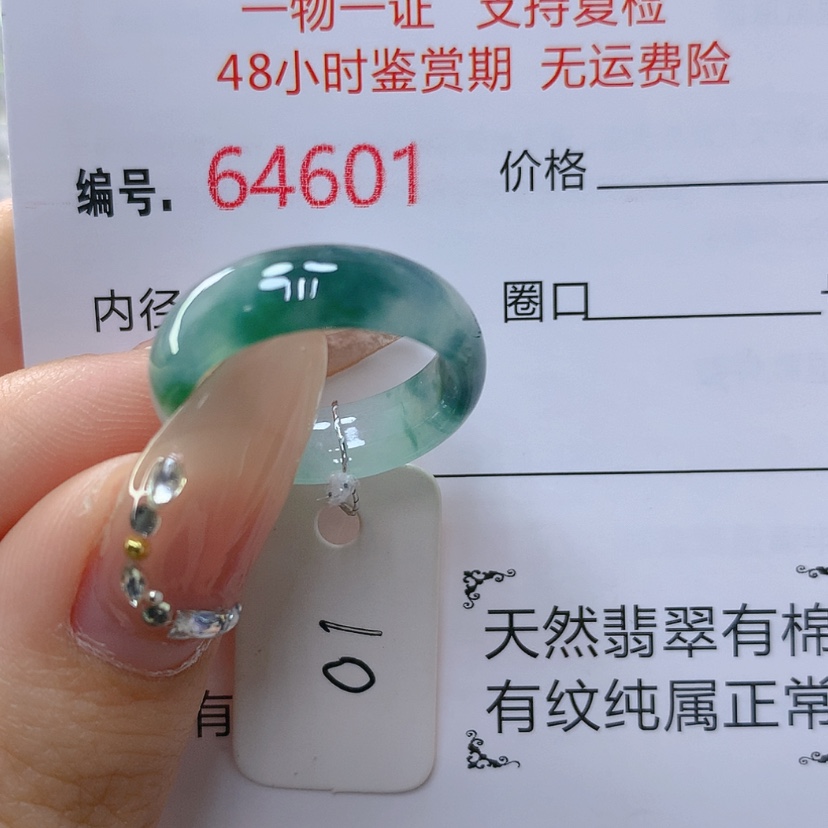 一物一证 支持复检
48小时鉴赏期 无运费险
编号. 64601 价格
内径 圈口
01
天然翡翠有棉
有 有纹纯属正常